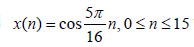 x(n) = cos 5π/16 n, 0 ≤ n ≤ 15